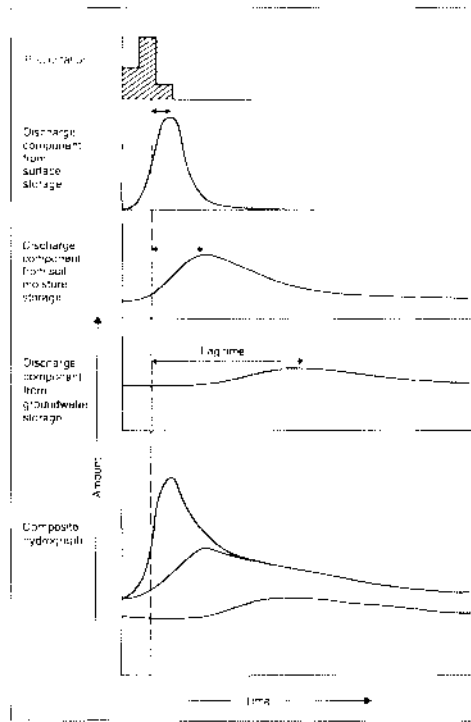 Discharge
component
from
surface
storage
Discharge
component
from soil
moisture
storage
Lag time
Discharge
component
from
groundwater
storage
Amount
Composite
hydrograph
Time